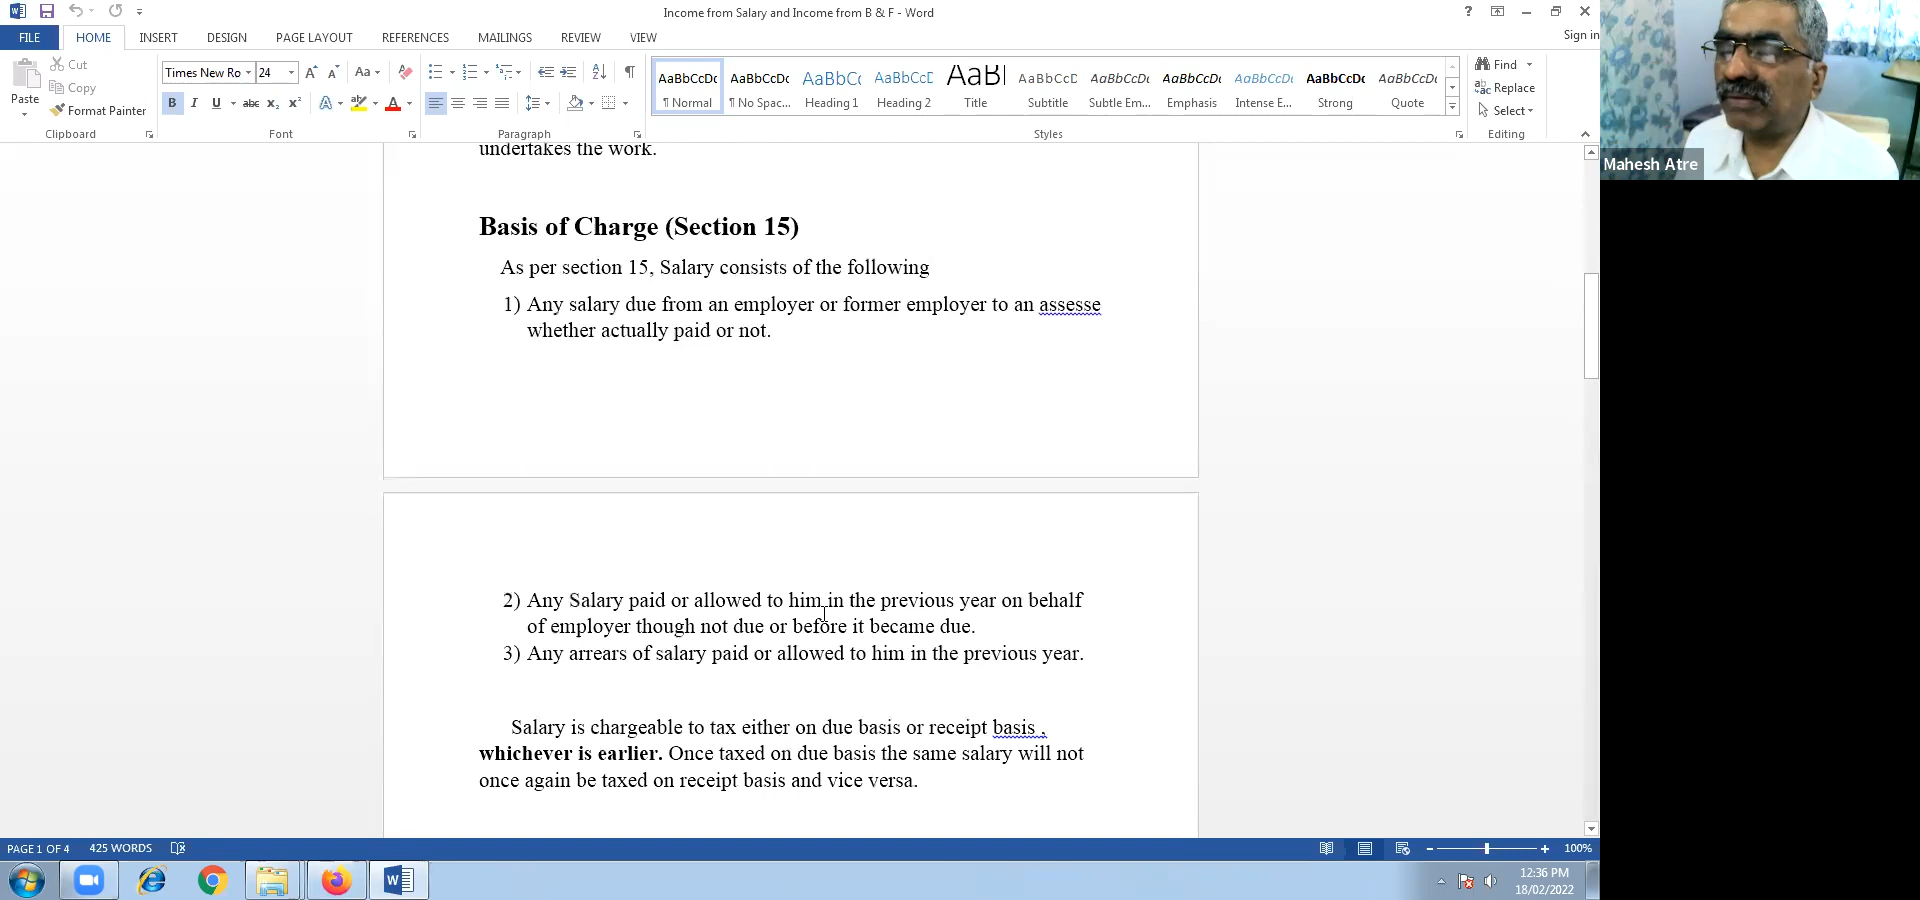 Income from Salary and Income from B & F - Word
?
Sign in
FILE HOME INSERT DESIGN PAGE LAYOUT REFERENCES MAILINGS REVIEW VIEW
Paste
Cut
Copy
Format Painter
Clipboard
Times New Ro 24
Aa
B I U abc x₂ x² A ab A
Font
Paragraph
AaBbCcDc AaBbCcDc AaBbC( AaBbCcD AaB( AaBbCcD AaBbCcDc AaBbCcDc AaBbCcDc AaBbCcDc AaBbCcDc
¶ Normal ¶ No Spac... Heading 1 Heading 2 Title Subtitle Subtle Em... Emphasis Intense E... Strong Quote
Styles
Find
Replace
Select
Editing
Mahesh Atre
undertakes the work.
Basis of Charge (Section 15)
As per section 15, Salary consists of the following
1) Any salary due from an employer or former employer to an assesse
whether actually paid or not.
2) Any Salary paid or allowed to him in the previous year on behalf
of employer though not due or before it became due.
3) Any arrears of salary paid or allowed to him in the previous year.
Salary is chargeable to tax either on due basis or receipt basis ,
whichever is earlier. Once taxed on due basis the same salary will not
once again be taxed on receipt basis and vice versa.
PAGE 1 OF 4 425 WORDS
100%
12:36 PM
18/02/2022